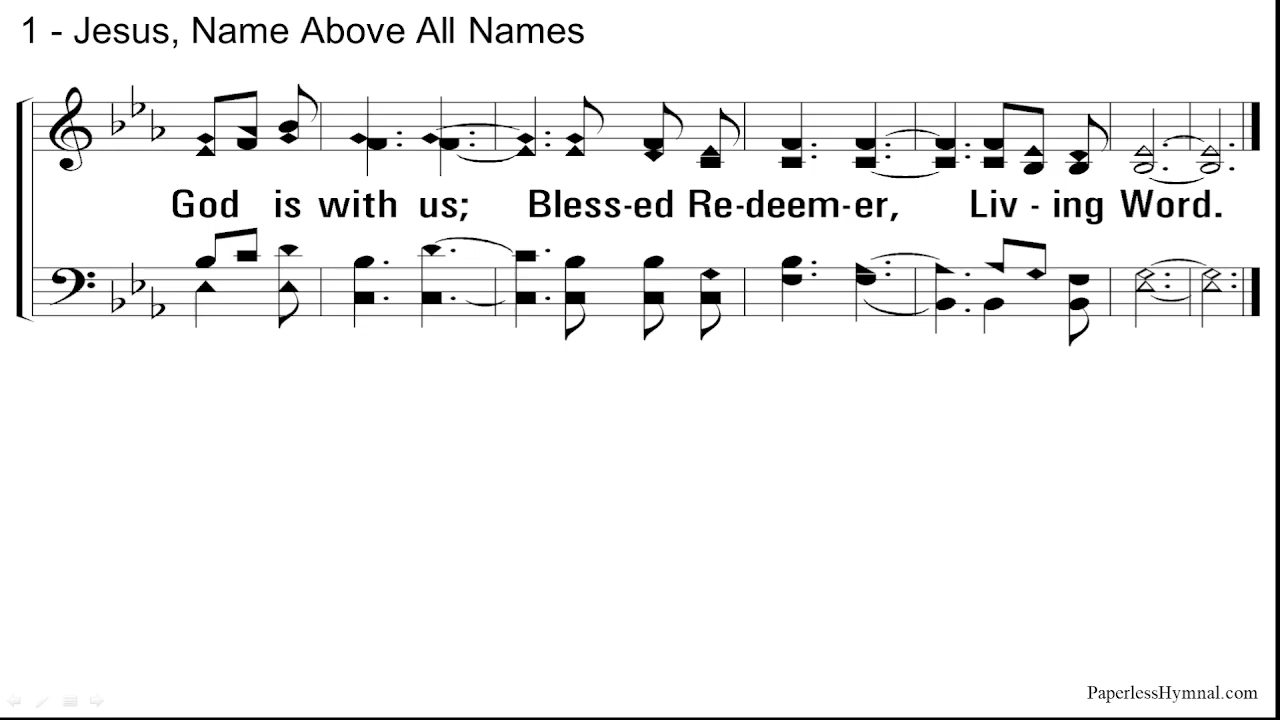 1 - Jesus, Name Above All Names
God is with us; Bless-ed Re-deem-er, Liv - ing Word.
PaperlessHymnal.com